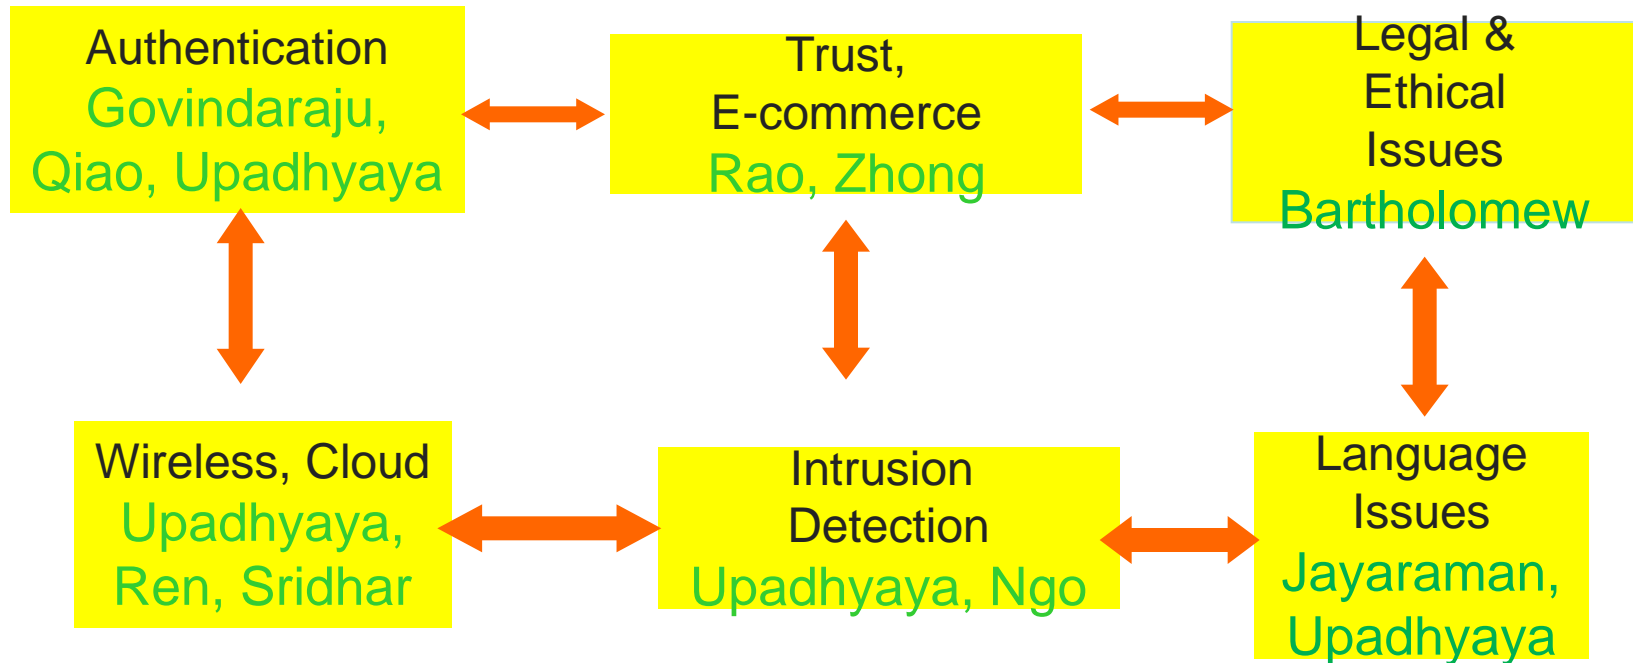 Authentication
Govindaraju,
Qiao, Upadhyaya
Trust,
E-commerce
Rao, Zhong
Legal &
Ethical
Issues
Bartholomew
Wireless, Cloud
Upadhyaya,
Ren, Sridhar
Intrusion
Detection
Upadhyaya, Ngo
Language
Issues
Jayaraman,
Upadhyaya